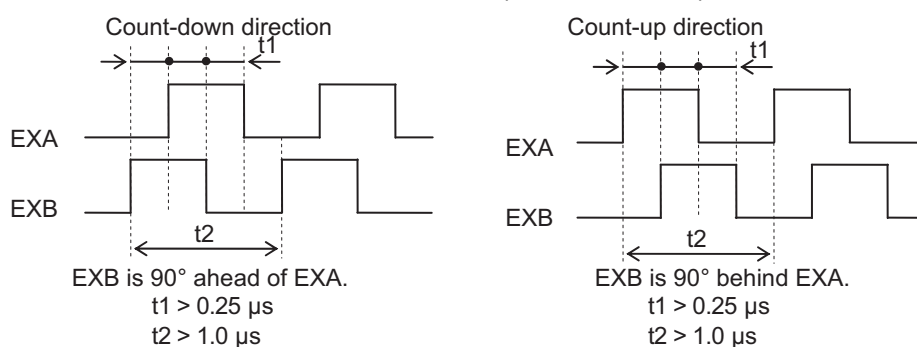 Count-down direction
t1
EXA
EXB
t2
EXB is 90° ahead of EXA.
t1 > 0.25 µs
t2 > 1.0 µs
Count-up direction
t1
EXA
EXB
t2
EXB is 90° behind EXA.
t1 > 0.25 µs
t2 > 1.0 µs